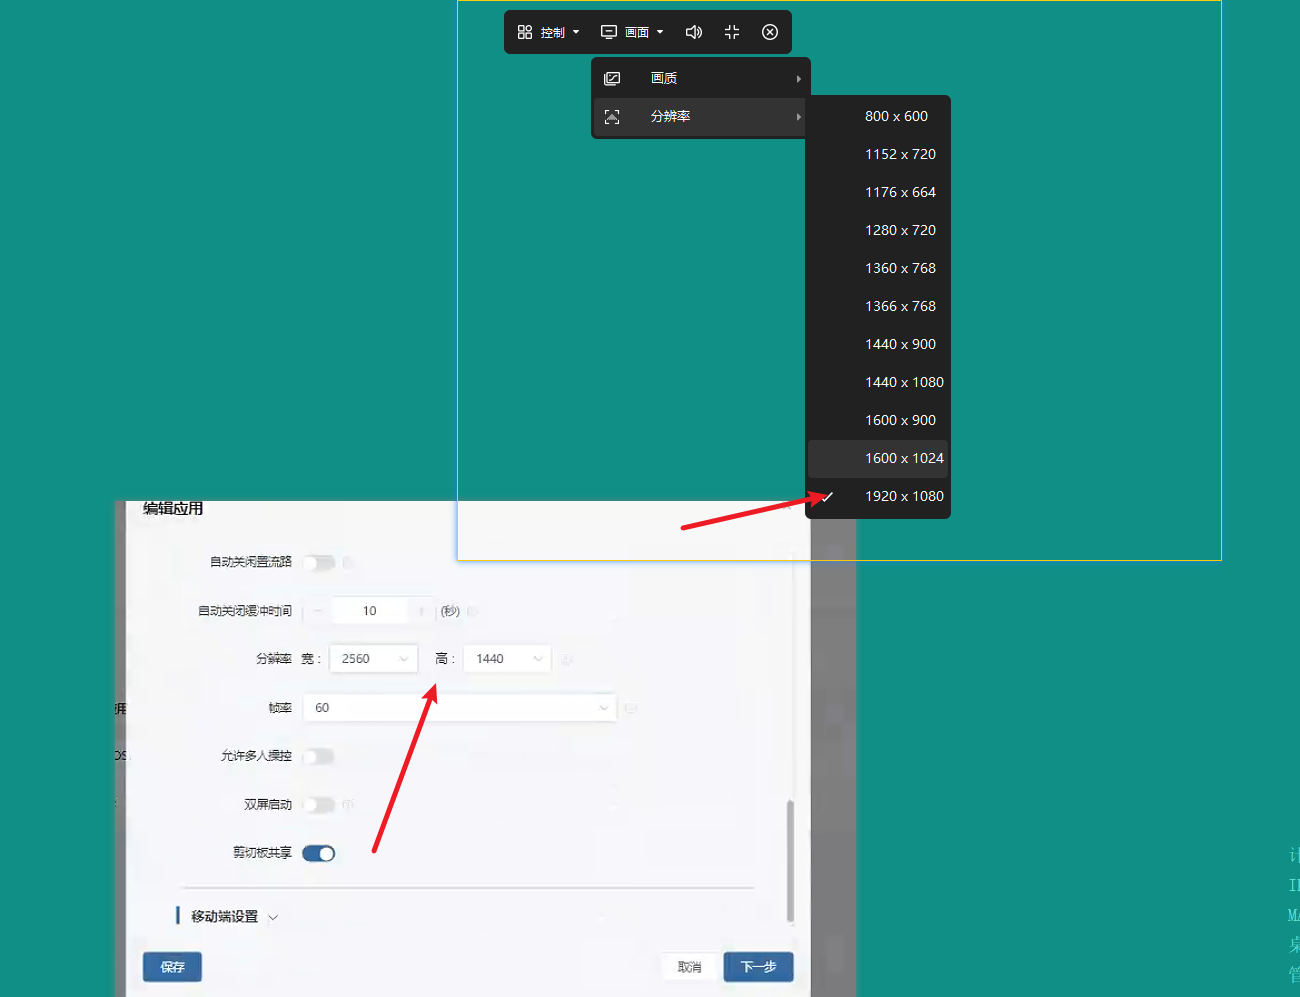 控制 画面
画质
分辨率
800 x 600
1152 x 720
1176 x 664
1280 x 720
1360 x 768
1366 x 768
1440 x 900
1440 x 1080
1600 x 900
1600 x 1024
1920 x 1080
编辑应用
自动关闭置流路
自动关闭缓冲时间 10 (秒)
分辨率 宽： 2560 高： 1440
帧率 60
允许多人操控
双屏启动
剪切板共享
移动端设置
保存 取消 下一步
管